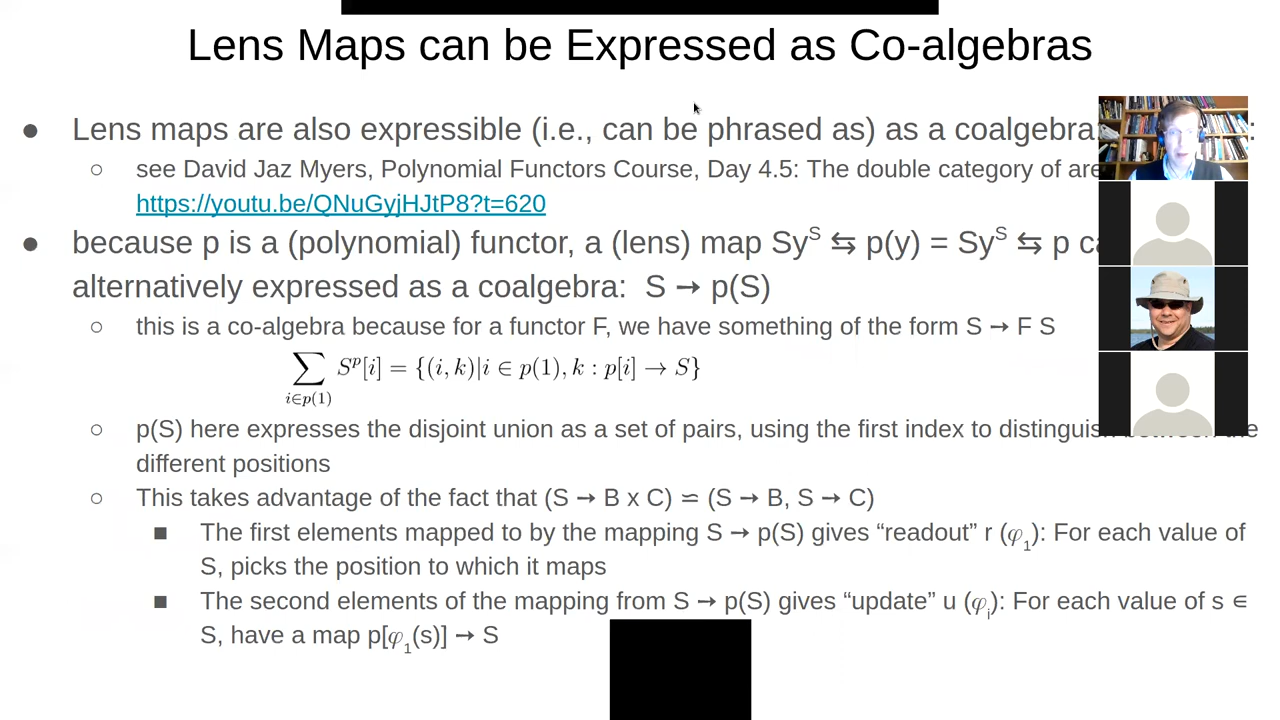 Lens Maps can be Expressed as Co-algebras
● Lens maps are also expressible (i.e., can be phrased as) as a coalgebra
○ see David Jaz Myers, Polynomial Functors Course, Day 4.5: The double category of are
https://youtu.be/QNuGyjHJtP8?t=620
● because p is a (polynomial) functor, a (lens) map Sy^S ⇆ p(y) = Sy^S ⇆ p
alternatively expressed as a coalgebra: S → p(S)
○ this is a co-algebra because for a functor F, we have something of the form S → F S
∑_{i∈p(1)} S^p[i] = {(i, k)|i ∈ p(1), k : p[i] → S}
○ p(S) here expresses the disjoint union as a set of pairs, using the first index to distinguish between the
different positions
○ This takes advantage of the fact that (S → B x C) ≂ (S → B, S → C)
■ The first elements mapped to by the mapping S → p(S) gives “readout” r (φ₁): For each value of
S, picks the position to which it maps
■ The second elements of the mapping from S → p(S) gives “update” u (φᵢ): For each value of s ∈
S, have a map p[φ₁(s)] → S